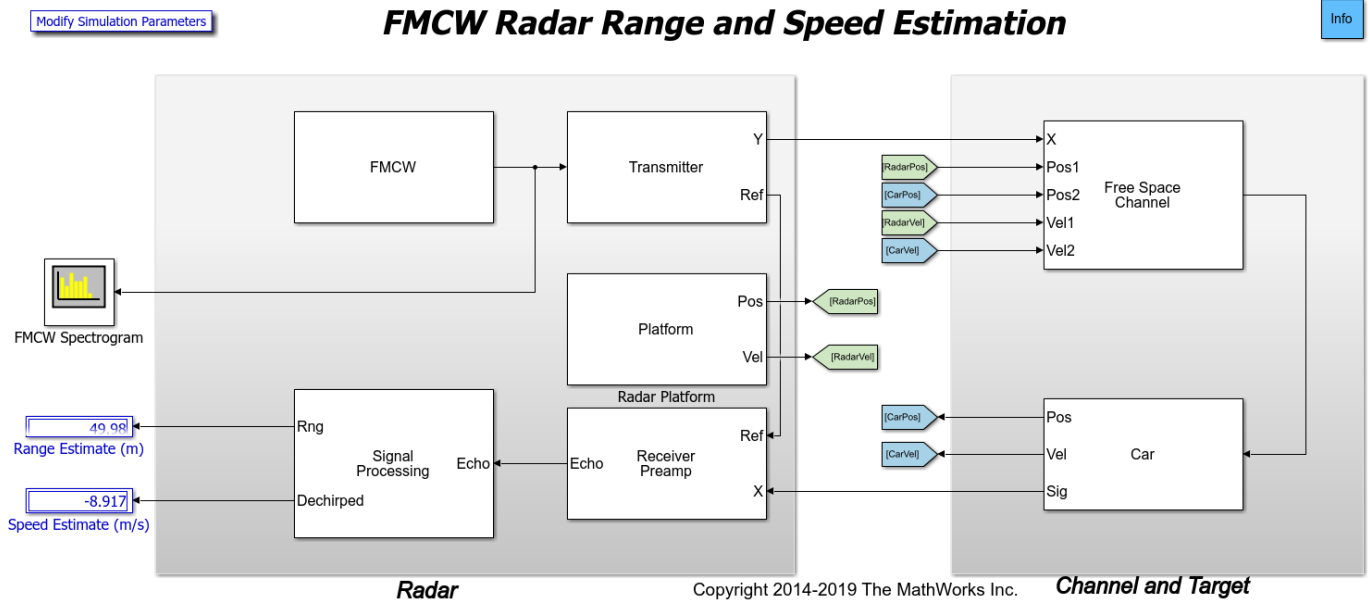 Modify Simulation Parameters
FMCW Radar Range and Speed Estimation
Info
FMCW
Transmitter
Y
Ref
X
Pos1
Pos2
Vel1
Vel2
Free Space
Channel
[RadarPos]
[CarPos]
[RadarVel]
[CarVel]
FMCW Spectrogram
Platform
Pos
Vel
[RadarPos]
[RadarVel]
Radar Platform
49.98
Range Estimate (m)
-8.917
Speed Estimate (m/s)
Rng
Dechirped
Signal
Processing
Echo
Echo
Receiver
Preamp
Ref
X
[CarPos]
[CarVel]
Pos
Vel
Sig
Car
Radar
Copyright 2014-2019 The MathWorks Inc.
Channel and Target